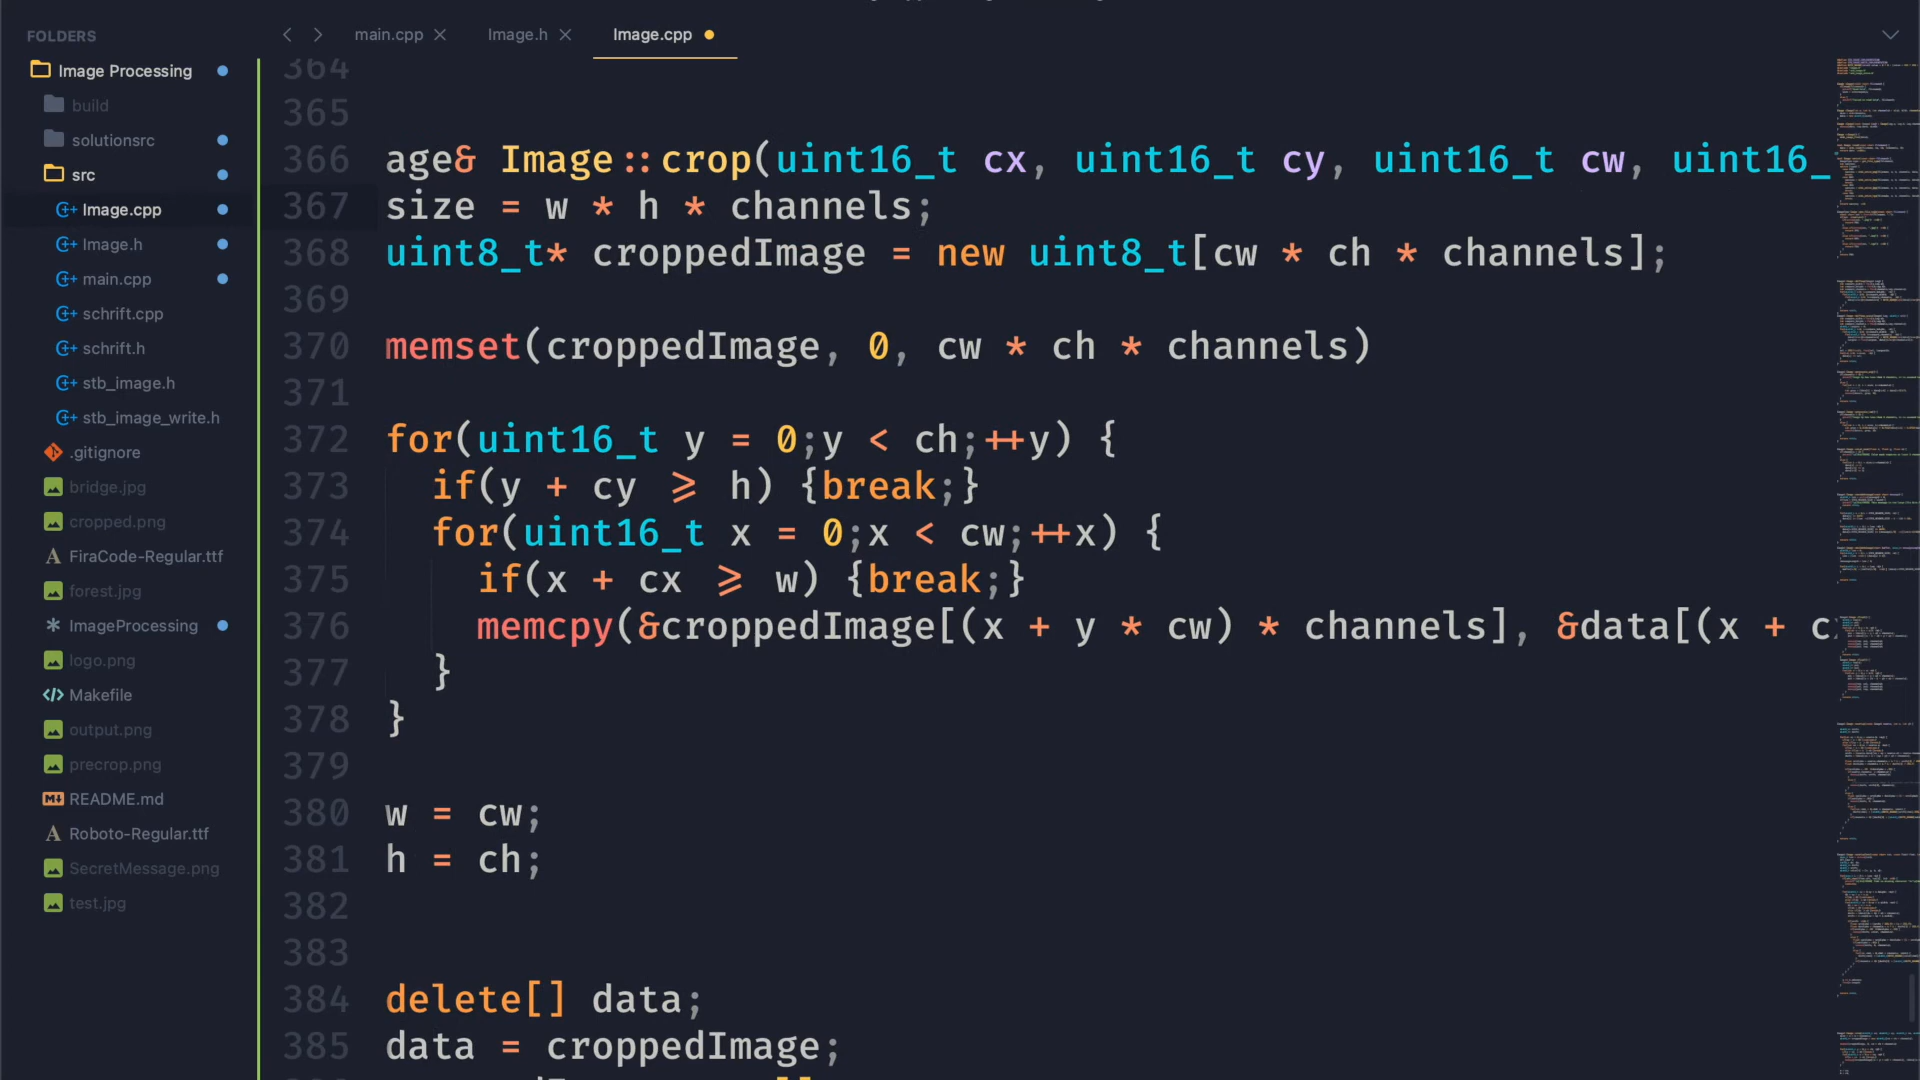 FOLDERS
Image Processing
build
solutionsrc
src
Image.cpp
Image.h
main.cpp
schrift.cpp
schrift.h
stb_image.h
stb_image_write.h
.gitignore
bridge.jpg
cropped.png
FiraCode-Regular.ttf
forest.jpg
ImageProcessing
logo.png
Makefile
output.png
precrop.png
README.md
Roboto-Regular.ttf
SecretMessage.png
test.jpg
main.cpp Image.h Image.cpp
364
365
366 age& Image::crop(uint16_t cx, uint16_t cy, uint16_t cw, uint16_
367 size = w * h * channels;
368 uint8_t* croppedImage = new uint8_t[cw * ch * channels];
369
370 memset(croppedImage, 0, cw * ch * channels)
371
372 for(uint16_t y = 0;y < ch;++y) {
373 if(y + cy >= h) {break;}
374 for(uint16_t x = 0;x < cw;++x) {
375 if(x + cx >= w) {break;}
376 memcpy(&croppedImage[(x + y * cw) * channels], &data[(x + c
377 }
378 }
379
380 w = cw;
381 h = ch;
382
383
384 delete[] data;
385 data = croppedImage;